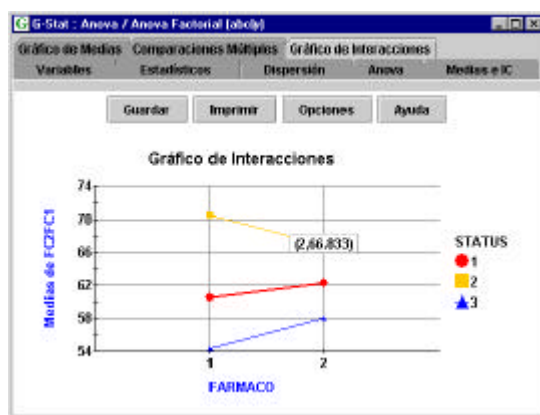 G-Stat : Anova / Anova Factorial (abc|y)
Gráfico de Medias Comparaciones Múltiples Gráfico de Interacciones
Variables Estadísticos Dispersión Anova Medias e IC
Guardar Imprimir Opciones Ayuda
Gráfico de Interacciones
Medias de FC2FC1
74
70
66
62
58
54
(2,66.833)
1 2
FARMACO
STATUS
1
2
3